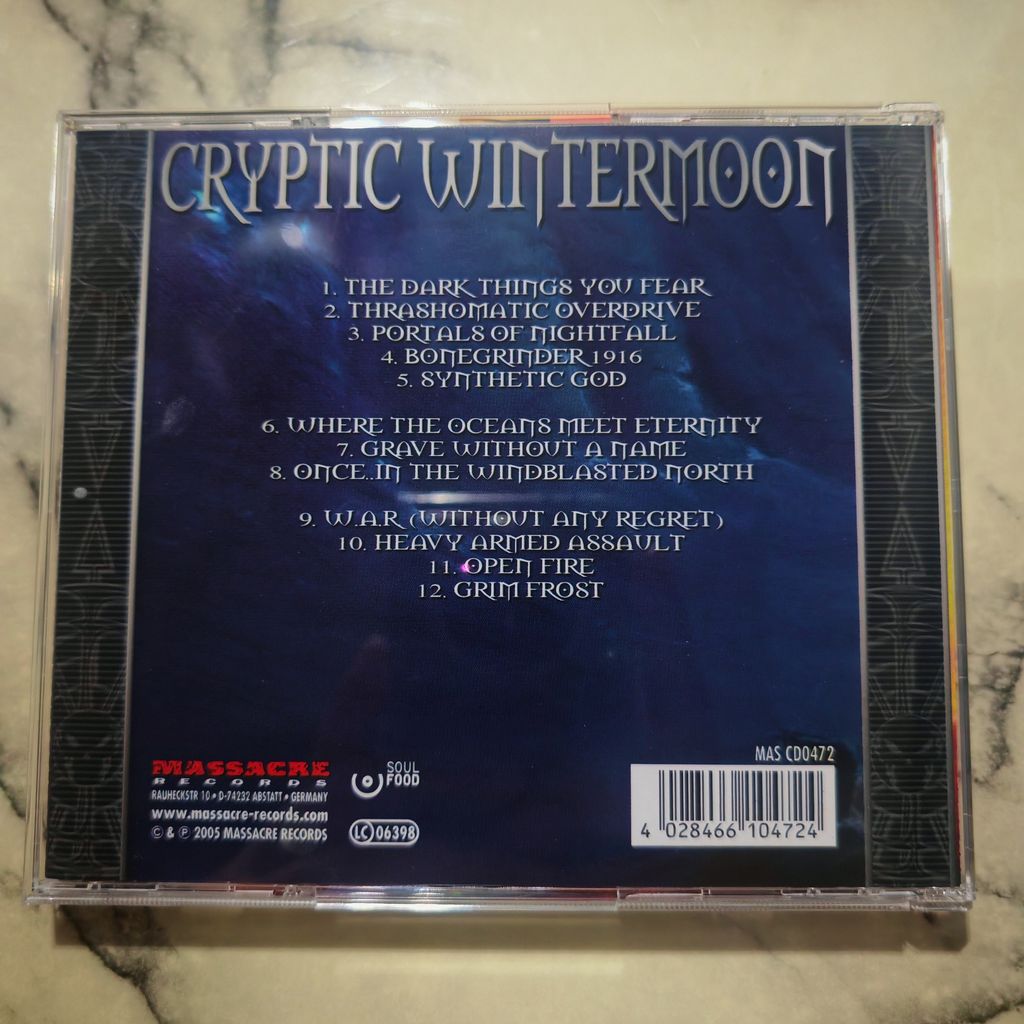 CRYPTIC WINTERMOON
1. THE DARK THINGS YOU FEAR
2. THRASHOMATIC OVERDRIVE
3. PORTALS OF NIGHTFALL
4. BONEGRINDER 1916
5. SYNTHETIC GOD
6. WHERE THE OCEANS MEET ETERNITY
7. GRAVE WITHOUT A NAME
8. ONCE..IN THE WINDBLASTED NORTH
9. W.A.R (WITHOUT ANY REGRET)
10. HEAVY ARMED ASSAULT
11. OPEN FIRE
12. GRIM FROST
MASSACRE
RECORDS
RAUHECKSTR 10 • D-74232 ABSTATT • GERMANY
www.massacre-records.com
© & ℗ 2005 MASSACRE RECORDS
SOUL
FOOD
LC 06398
MAS CD0472
4 028466 104724